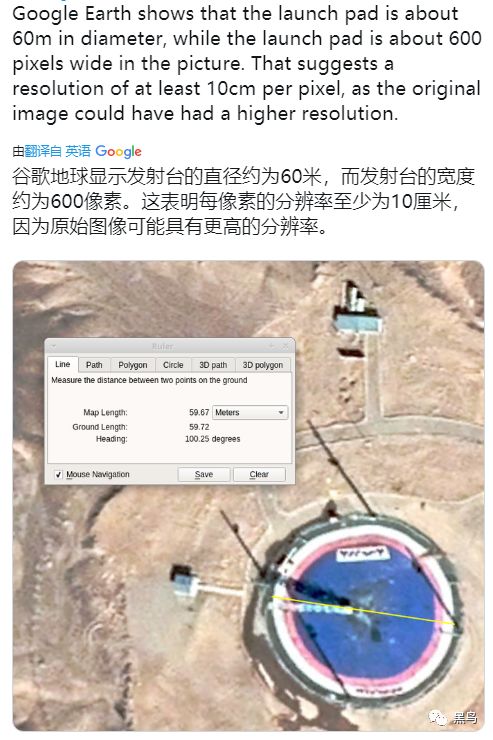 Google Earth shows that the launch pad is about
60m in diameter, while the launch pad is about 600
pixels wide in the picture. That suggests a
resolution of at least 10cm per pixel, as the original
image could have had a higher resolution.
由翻译自 英语 Google
谷歌地球显示发射台的直径约为60米，而发射台的宽度
约为600像素。这表明每像素的分辨率至少为10厘米，
因为原始图像可能具有更高的分辨率。
Ruler
Line Path Polygon Circle 3D path 3D polygon
Measure the distance between two points on the ground
Map Length: 59.67 Meters
Ground Length: 59.72
Heading: 100.25 degrees
Mouse Navigation Save Clear
黑鸟